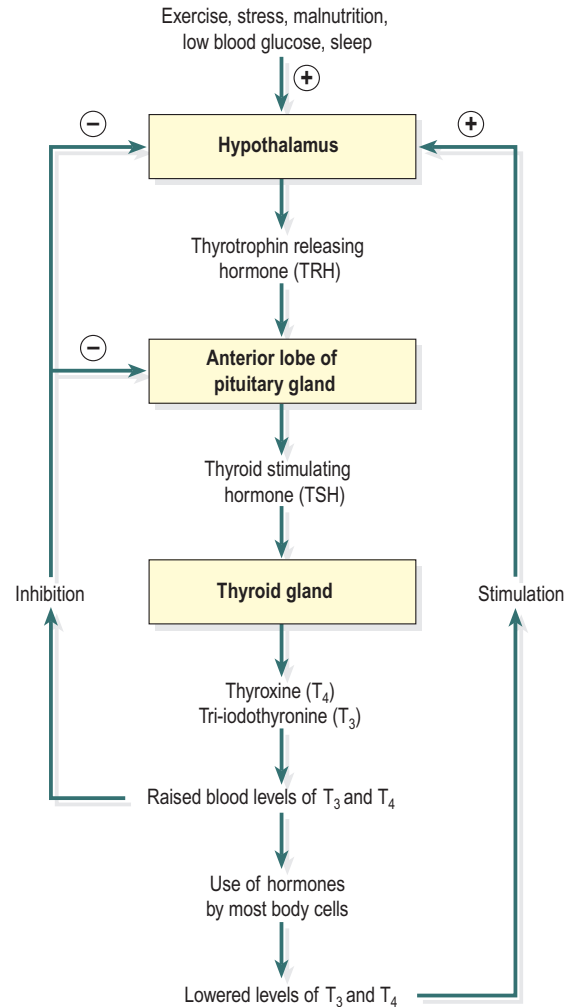 Exercise, stress, malnutrition,
low blood glucose, sleep
+
−
+
Hypothalamus
Thyrotrophin releasing
hormone (TRH)
−
Anterior lobe of
pituitary gland
Thyroid stimulating
hormone (TSH)
Thyroid gland
Inhibition
Stimulation
Thyroxine (T₄)
Tri-iodothyronine (T₃)
Raised blood levels of T₃ and T₄
Use of hormones
by most body cells
Lowered levels of T₃ and T₄